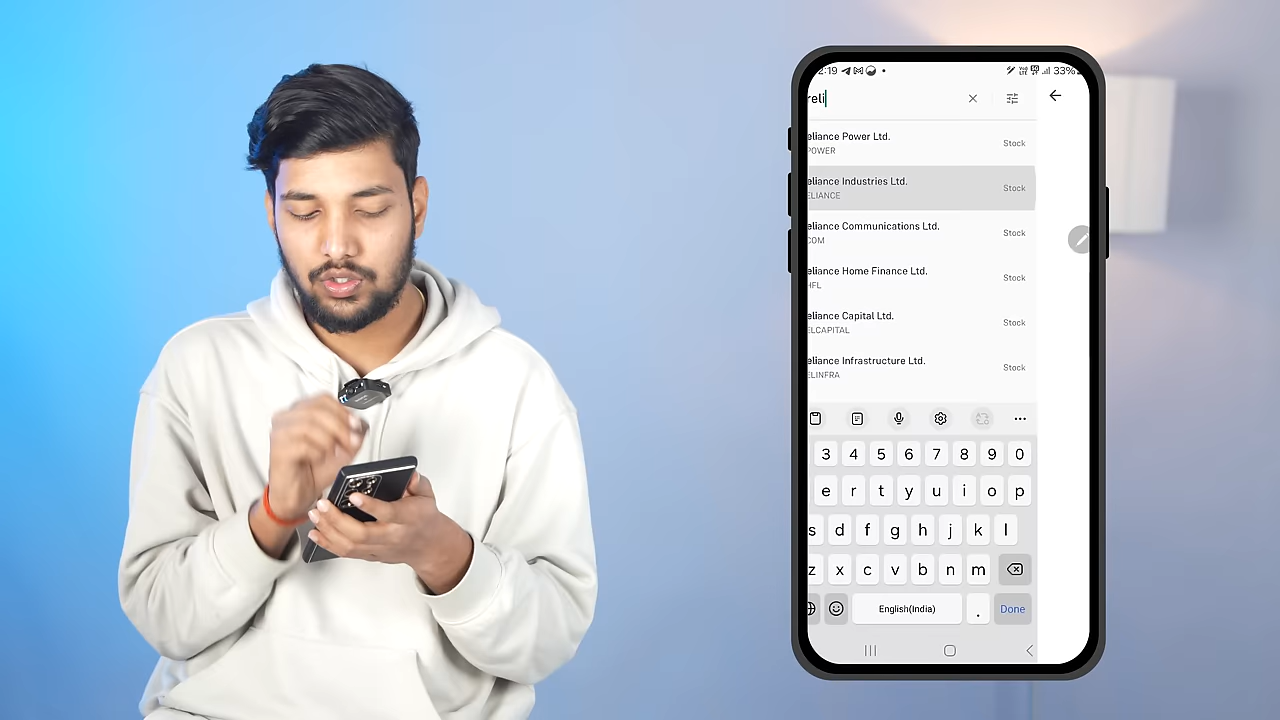 2:19 33%
reli
eliance Power Ltd.
POWER
Stock
eliance Industries Ltd.
ELIANCE
Stock
eliance Communications Ltd.
COM
Stock
eliance Home Finance Ltd.
HFL
Stock
eliance Capital Ltd.
ELCAPITAL
Stock
eliance Infrastructure Ltd.
ELINFRA
Stock
3 4 5 6 7 8 9 0
e r t y u i o p
s d f g h j k l
z x c v b n m
English(India) . Done